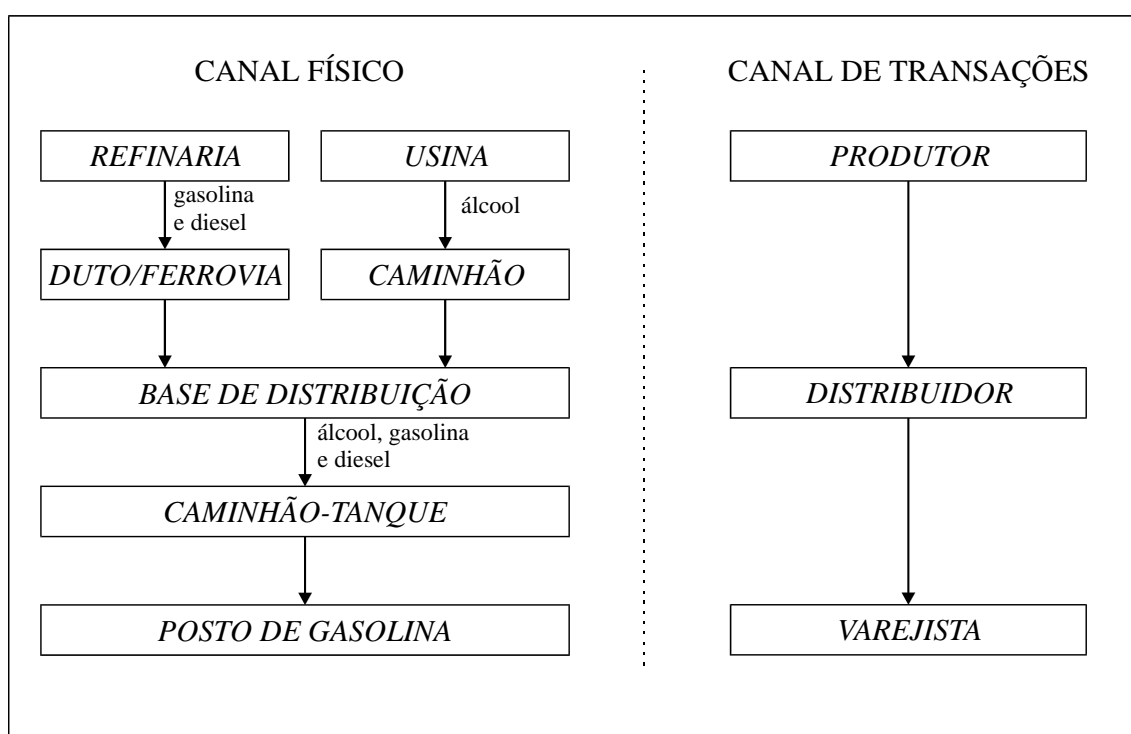 CANAL FÍSICO
REFINARIA
USINA
gasolina
e diesel
álcool
DUTO/FERROVIA
CAMINHÃO
BASE DE DISTRIBUIÇÃO
álcool, gasolina
e diesel
CAMINHÃO-TANQUE
POSTO DE GASOLINA
CANAL DE TRANSAÇÕES
PRODUTOR
DISTRIBUIDOR
VAREJISTA